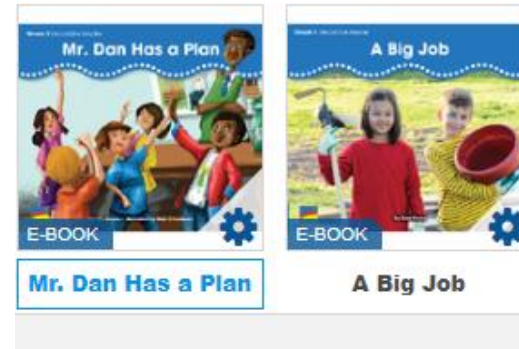 Mr. Dan Has a Plan
A Big Job
E-BOOK
E-BOOK
Mr. Dan Has a Plan
A Big Job